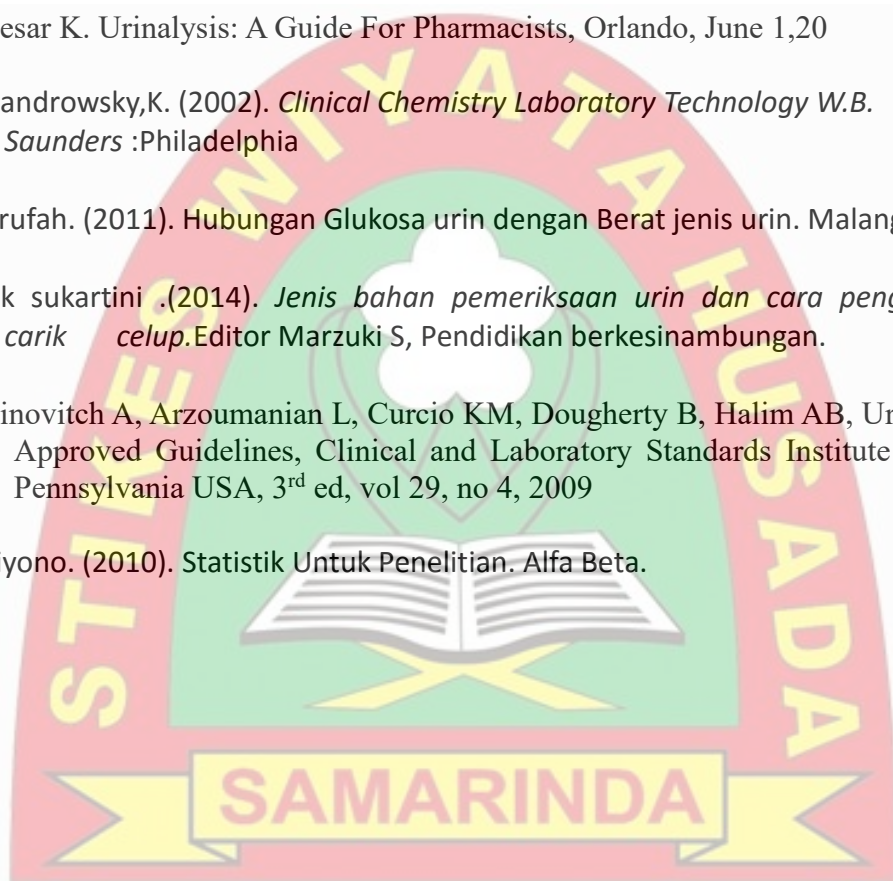 esar K. Urinalysis: A Guide For Pharmacists, Orlando, June 1,20
androwsky,K. (2002). Clinical Chemistry Laboratory Technology W.B.
Saunders :Philadelphia
rufah. (2011). Hubungan Glukosa urin dengan Berat jenis urin. Malang
k sukartini .(2014). Jenis bahan pemeriksaan urin dan cara peng
carik celup.Editor Marzuki S, Pendidikan berkesinambungan.
inovitch A, Arzoumanian L, Curcio KM, Dougherty B, Halim AB, Ur
Approved Guidelines, Clinical and Laboratory Standards Institute
Pennsylvania USA, 3rd ed, vol 29, no 4, 2009
iyono. (2010). Statistik Untuk Penelitian. Alfa Beta.
STIKES WIYATA HUSADA
SAMARINDA